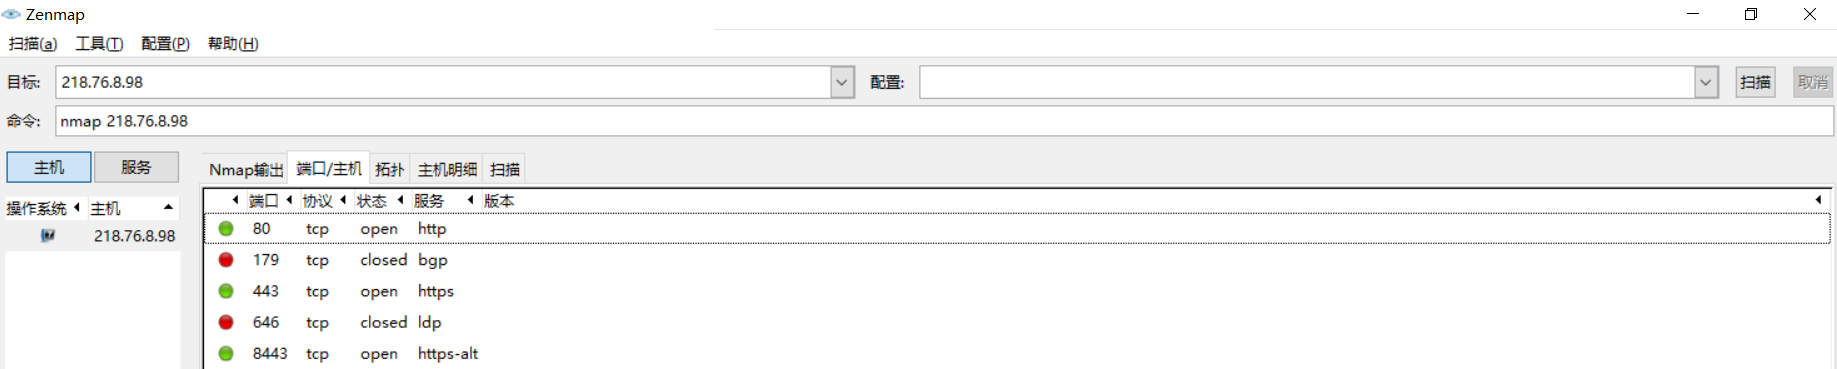 Zenmap
扫描(a) 工具(T) 配置(P) 帮助(H)
目标: 218.76.8.98 配置: 扫描 取消
命令: nmap 218.76.8.98
主机 服务 Nmap输出 端口/主机 拓扑 主机明细 扫描
操作系统 主机 端口 协议 状态 服务 版本
80 tcp open http
218.76.8.98
179 tcp closed bgp
443 tcp open https
646 tcp closed ldp
8443 tcp open https-alt